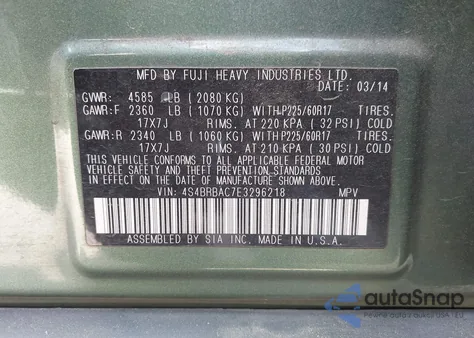 MFD. BY FUJI HEAVY INDUSTRIES LTD.
DATE: 03/14
GVWR: 4585 LB (2080 KG)
GAWR:F 2360 LB (1070 KG) WITH-P225/60R17 TIRES.
17X7J RIMS. AT 220 KPA (32 PSI) COLD
GAWR:R 2340 LB (1060 KG) WITH-P225/60R17 TIRES.
17X7J RIMS. AT 210 KPA (30 PSI) COLD
THIS VEHICLE CONFORMS TO ALL APPLICABLE FEDERAL MOTOR
VEHICLE SAFETY AND THEFT PREVENTION STANDARDS IN EFFECT
ON THE DATE OF MANUFACTURE SHOWN ABOVE.
VIN: 4S4BRBAC7E3296218 MPV
ASSEMBLED BY SIA INC. MADE IN U.S.A.
autoSnap